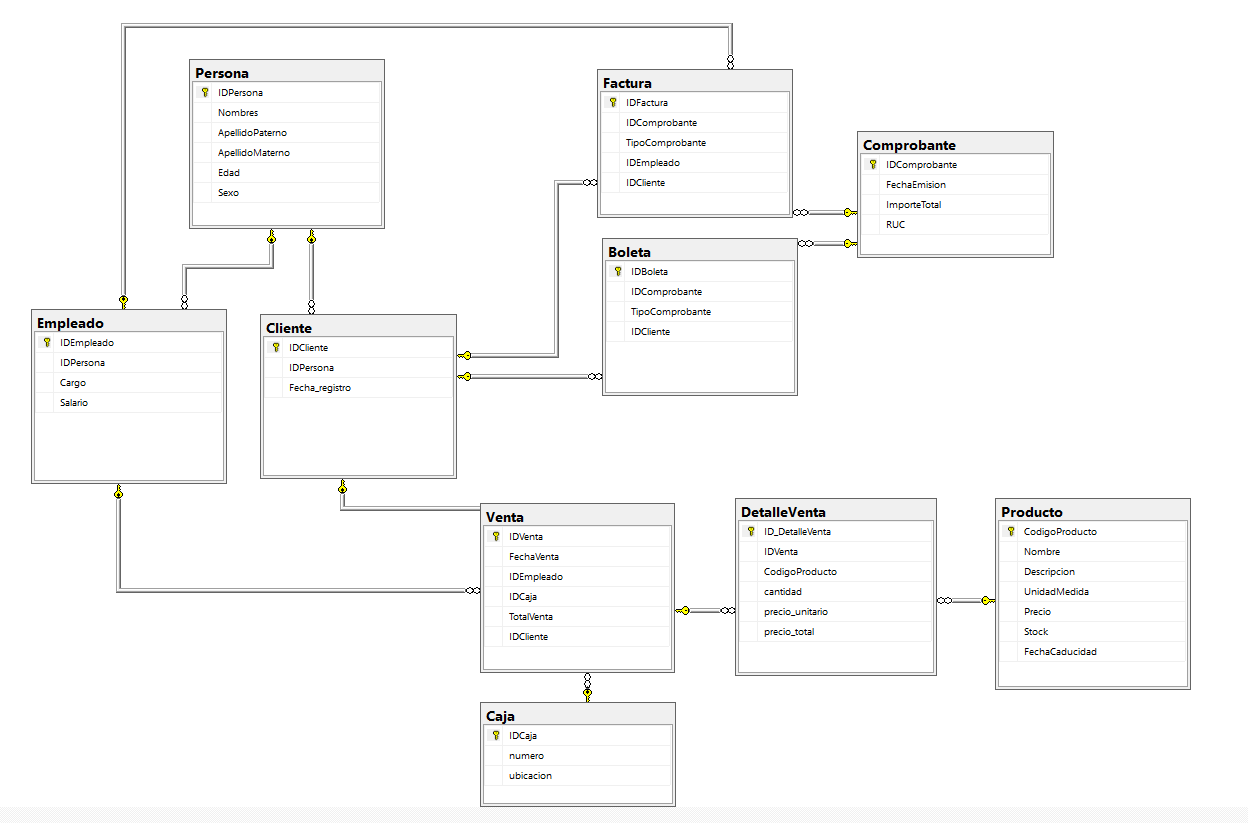 Persona
IDPersona
Nombres
ApellidoPaterno
ApellidoMaterno
Edad
Sexo
Factura
IDFactura
IDComprobante
TipoComprobante
IDEmpleado
IDCliente
Comprobante
IDComprobante
FechaEmision
ImporteTotal
RUC
Boleta
IDBoleta
IDComprobante
TipoComprobante
IDCliente
Empleado
IDEmpleado
IDPersona
Cargo
Salario
Cliente
IDCliente
IDPersona
Fecha_registro
Venta
IDVenta
FechaVenta
IDEmpleado
IDCaja
TotalVenta
IDCliente
DetalleVenta
ID_DetalleVenta
IDVenta
CodigoProducto
cantidad
precio_unitario
precio_total
Producto
CodigoProducto
Nombre
Descripcion
UnidadMedida
Precio
Stock
FechaCaducidad
Caja
IDCaja
numero
ubicacion